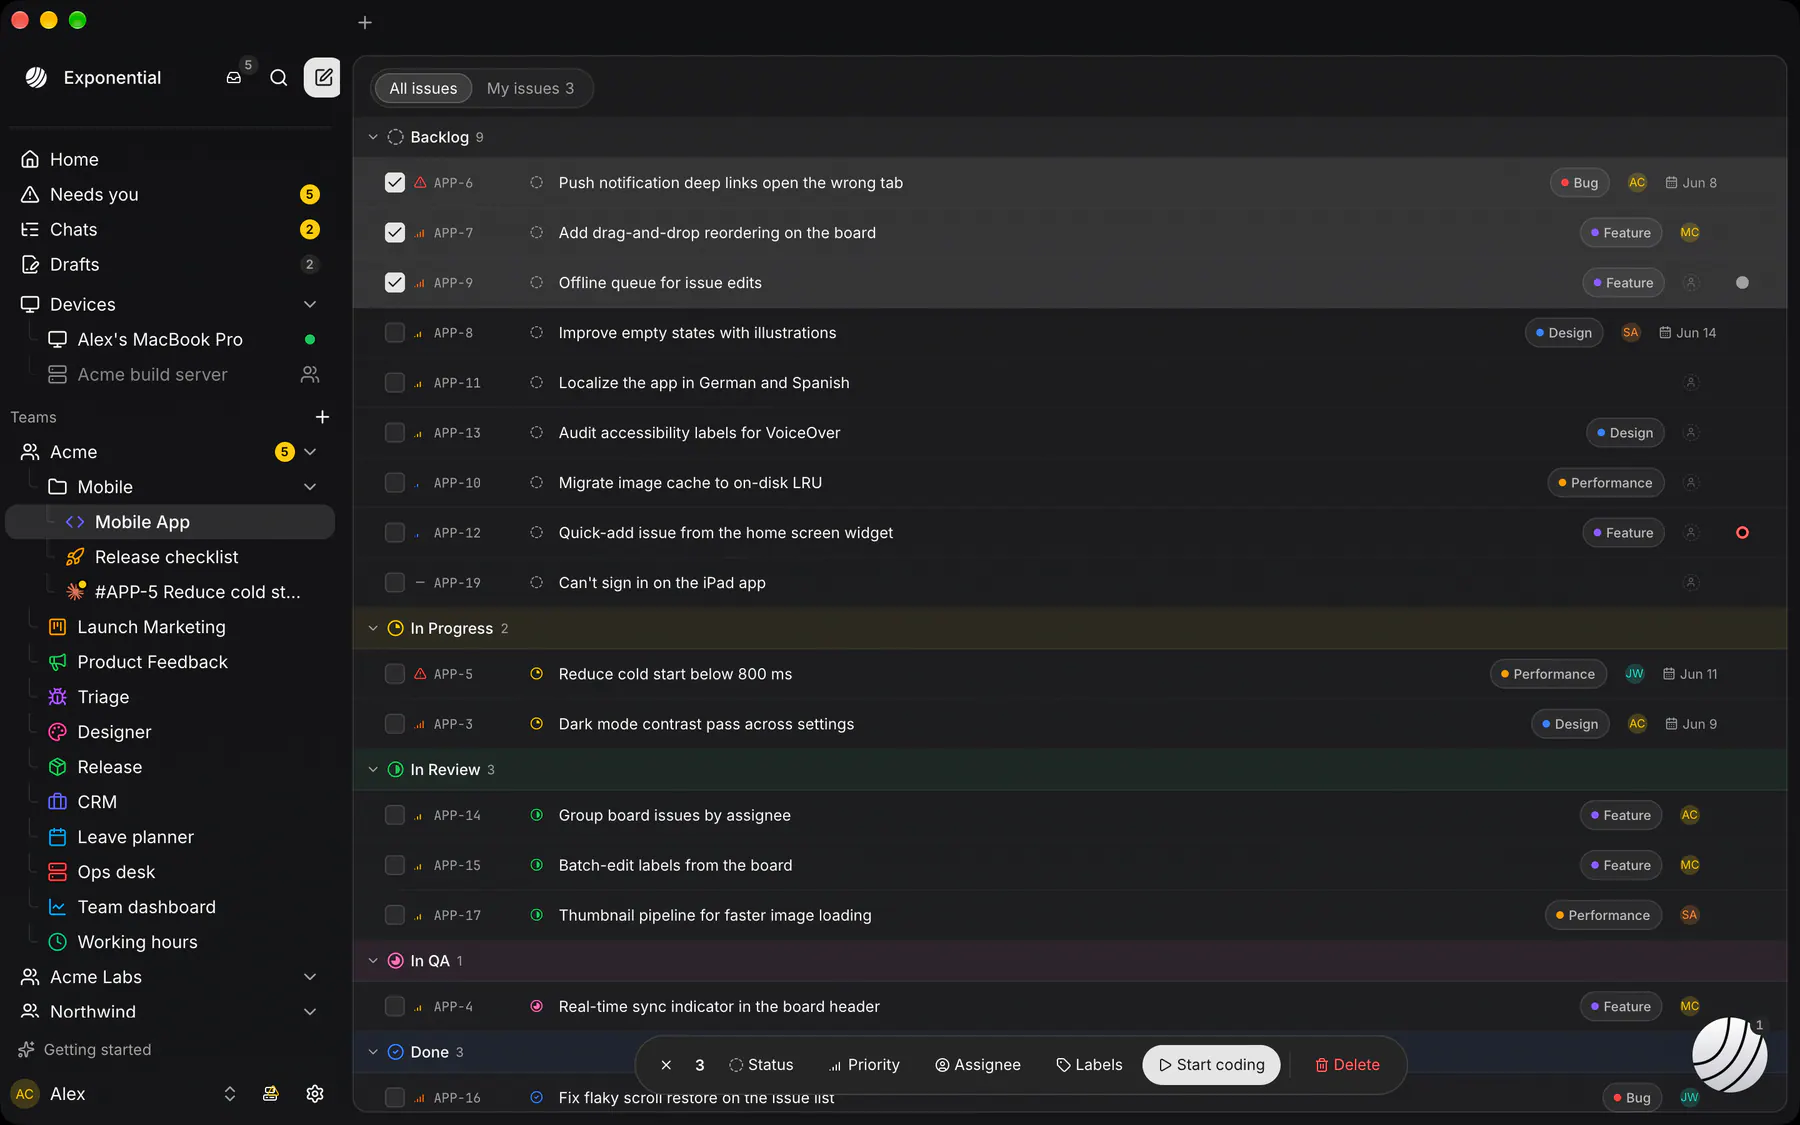 Exponential
5
Home
Needs you 5
Chats 2
Drafts 2
Devices
Alex's MacBook Pro
Acme build server
Teams
Acme 5
Mobile
Mobile App
Release checklist
#APP-5 Reduce cold st...
Launch Marketing
Product Feedback
Triage
Designer
Release
CRM
Leave planner
Ops desk
Team dashboard
Working hours
Acme Labs
Northwind
Getting started
AC Alex
All issues My issues 3
Backlog 9
APP-6 Push notification deep links open the wrong tab Bug AC Jun 8
APP-7 Add drag-and-drop reordering on the board Feature MC
APP-9 Offline queue for issue edits Feature
APP-8 Improve empty states with illustrations Design SA Jun 14
APP-11 Localize the app in German and Spanish
APP-13 Audit accessibility labels for VoiceOver Design
APP-10 Migrate image cache to on-disk LRU Performance
APP-12 Quick-add issue from the home screen widget Feature
APP-19 Can't sign in on the iPad app
In Progress 2
APP-5 Reduce cold start below 800 ms Performance JW Jun 11
APP-3 Dark mode contrast pass across settings Design AC Jun 9
In Review 3
APP-14 Group board issues by assignee Feature AC
APP-15 Batch-edit labels from the board Feature MC
APP-17 Thumbnail pipeline for faster image loading Performance SA
In QA 1
APP-4 Real-time sync indicator in the board header Feature MC
1
Done 3
3 Status Priority Assignee Labels Start coding Delete
APP-16 Fix flaky scroll restore on the issue list Bug JW